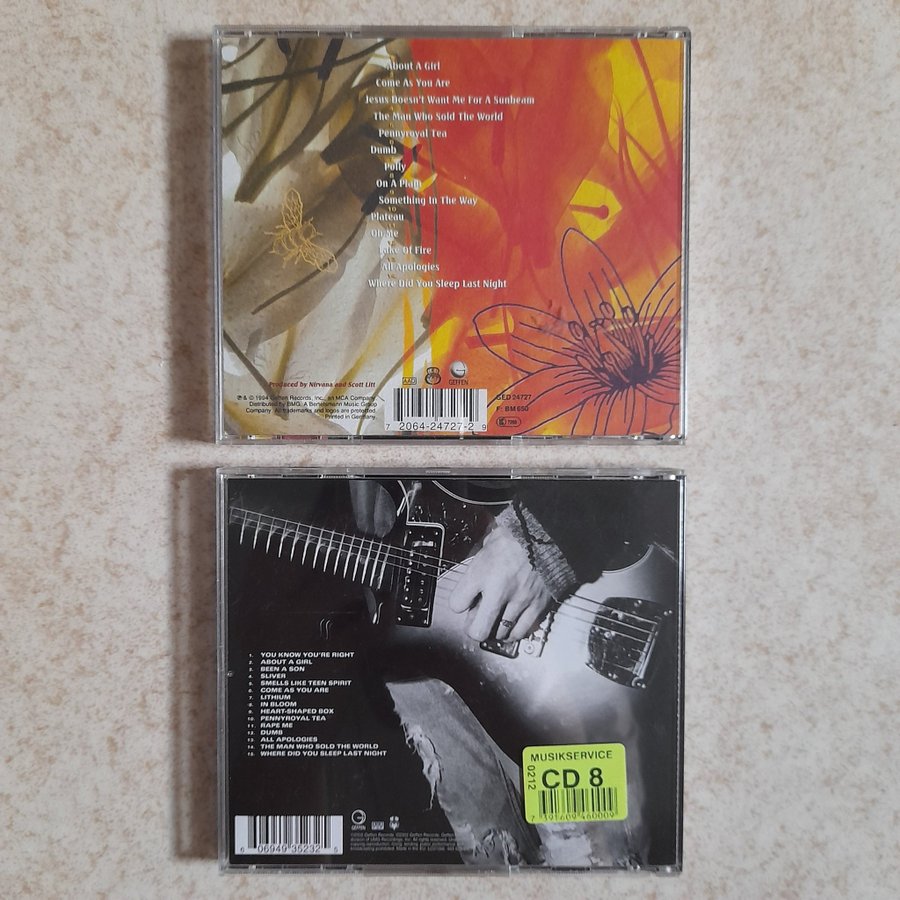 About A Girl
Come As You Are
Jesus Doesn't Want Me For A Sunbeam
The Man Who Sold The World
Pennyroyal Tea
Dumb
Polly
On A Plain
Something In The Way
Plateau
Oh Me
Lake Of Fire
All Apologies
Where Did You Sleep Last Night
Produced by Nirvana and Scott Litt
℗ & © 1994 Geffen Records, Inc., an MCA Company
Distributed by BMG. A Bertelsmann Music Group
Company. All trademarks and logos are protected.
Printed in Germany.
AAD
GEFFEN
7 2064-24727-2 9
GED 24727
F: BM 650
1. YOU KNOW YOU'RE RIGHT
2. ABOUT A GIRL
3. BEEN A SON
4. SLIVER
5. SMELLS LIKE TEEN SPIRIT
6. COME AS YOU ARE
7. LITHIUM
8. IN BLOOM
9. HEART-SHAPED BOX
10. PENNYROYAL TEA
11. RAPE ME
12. DUMB
13. ALL APOLOGIES
14. THE MAN WHO SOLD THE WORLD
15. WHERE DID YOU SLEEP LAST NIGHT
MUSIKSERVICE
0212
CD 8
7 391609 460009
6 06949 35232 5
GEFFEN